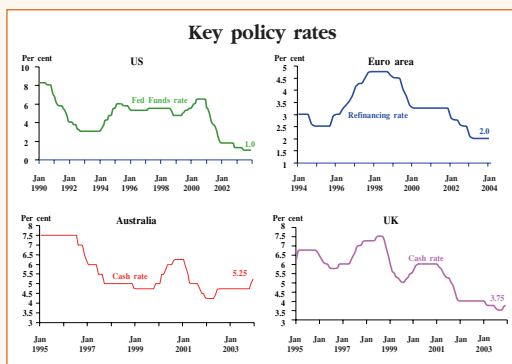 Key policy rates
Per cent
US
10
8
6
4
2
0
Fed Funds rate
1.0
Jan Jan Jan Jan Jan Jan Jan
1990 1992 1994 1996 1998 2000 2002
Per cent
Euro area
5
4.5
4
3.5
3
2.5
2
1.5
1
Refinancing rate
2.0
Jan Jan Jan Jan Jan Jan
1994 1996 1998 2000 2002 2004
Per cent
Australia
8
7.5
7
6.5
6
5.5
5
4.5
4
3.5
3
Cash rate
5.25
Jan Jan Jan Jan Jan
1995 1997 1999 2001 2003
Per cent
UK
8
7.5
7
6.5
6
5.5
5
4.5
4
3.5
3
Cash rate
3.75
Jan Jan Jan Jan Jan Jan Jan Jan Jan
1995 1997 1999 2001 2003